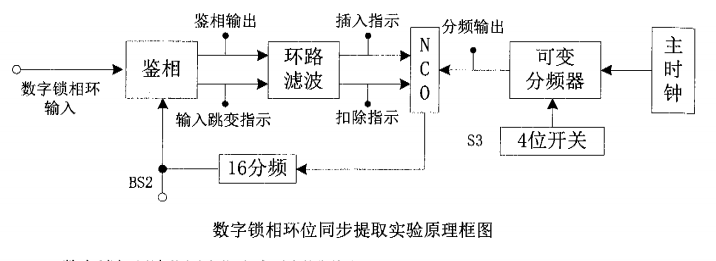 鉴相输出
插入指示
分频输出
数字锁相环
输入
鉴相
环路
滤波
N
C
O
可变
分频器
主
时
钟
输入跳变指示
扣除指示
S3
4位开关
BS2
16分频
数字锁相环位同步提取实验原理框图